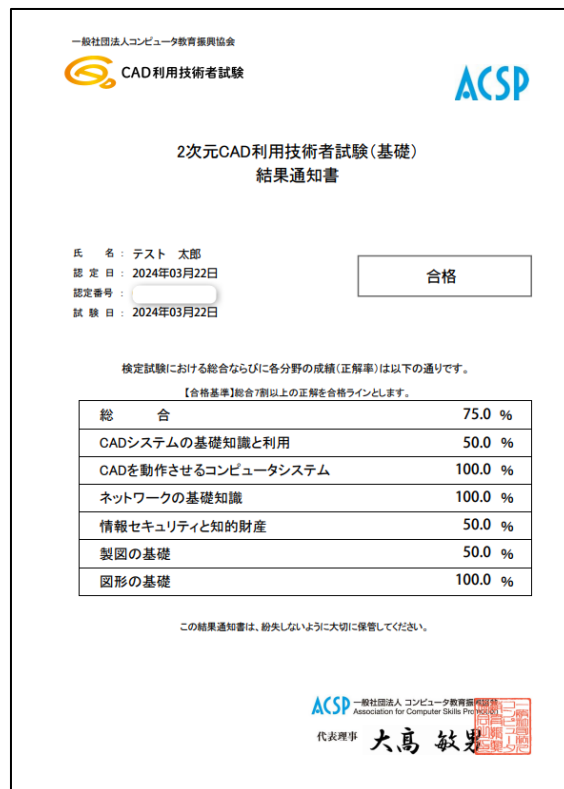 一般社団法人コンピュータ教育振興協会
CAD利用技術者試験
ACSP
2次元CAD利用技術者試験(基礎)
結果通知書
氏 名 : テスト 太郎
認 定 日 : 2024年03月22日
認定番号 :
試 験 日 : 2024年03月22日
合格
検定試験における総合ならびに各分野の成績(正解率)は以下の通りです。
【合格基準】総合7割以上の正解を合格ラインとします。
総 合 75.0 %
CADシステムの基礎知識と利用 50.0 %
CADを動作させるコンピュータシステム 100.0 %
ネットワークの基礎知識 100.0 %
情報セキュリティと知的財産 50.0 %
製図の基礎 50.0 %
図形の基礎 100.0 %
この結果通知書は、紛失しないように大切に保管してください。
ACSP 一般社団法人 コンピュータ教育振興協会
Association for Computer Skills Promotion
代表理事 大高 敏男